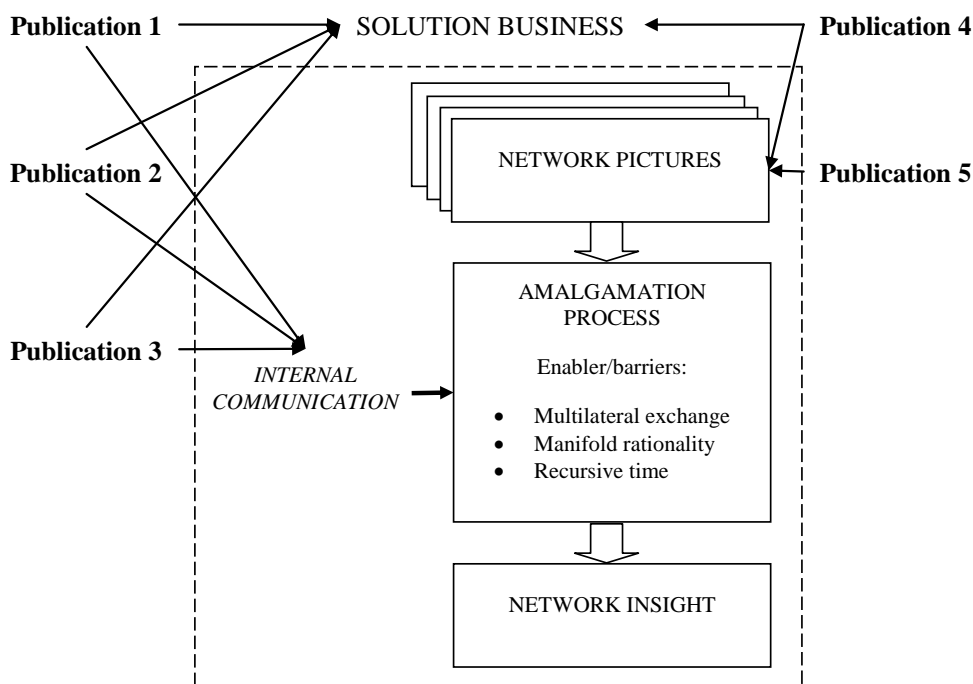 Publication 1
SOLUTION BUSINESS
Publication 4
NETWORK PICTURES
Publication 2
Publication 5
AMALGAMATION
PROCESS
Publication 3
INTERNAL
COMMUNICATION
Enabler/barriers:
• Multilateral exchange
• Manifold rationality
• Recursive time
NETWORK INSIGHT